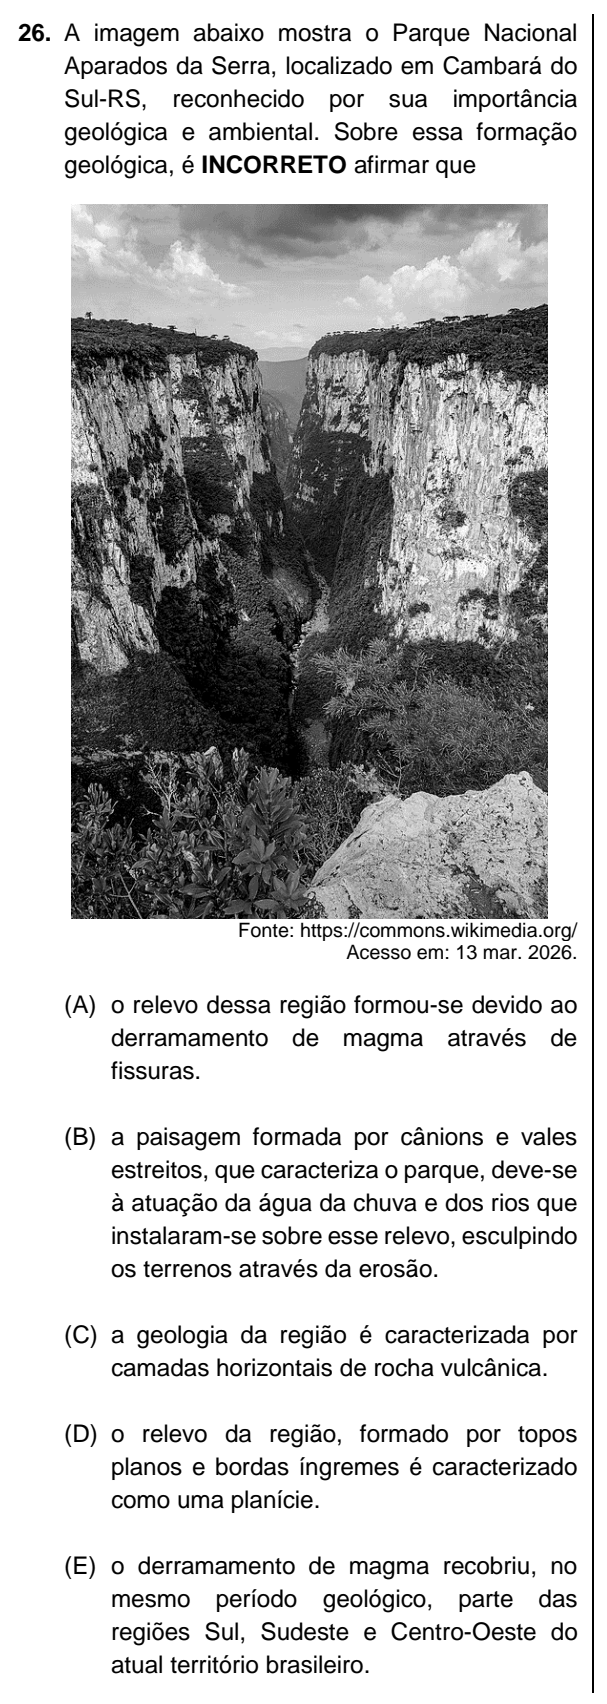 26. A imagem abaixo mostra o Parque Nacional
Aparados da Serra, localizado em Cambará do
Sul-RS, reconhecido por sua importância
geológica e ambiental. Sobre essa formação
geológica, é INCORRETO afirmar que
Fonte: https://commons.wikimedia.org/
Acesso em: 13 mar. 2026.
(A) o relevo dessa região formou-se devido ao
derramamento de magma através de
fissuras.
(B) a paisagem formada por cânions e vales
estreitos, que caracteriza o parque, deve-se
à atuação da água da chuva e dos rios que
instalaram-se sobre esse relevo, esculpindo
os terrenos através da erosão.
(C) a geologia da região é caracterizada por
camadas horizontais de rocha vulcânica.
(D) o relevo da região, formado por topos
planos e bordas íngremes é caracterizado
como uma planície.
(E) o derramamento de magma recobriu, no
mesmo período geológico, parte das
regiões Sul, Sudeste e Centro-Oeste do
atual território brasileiro.